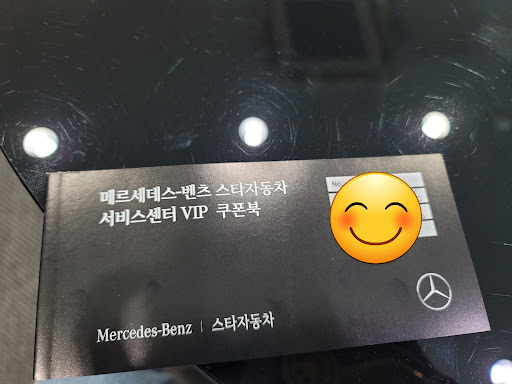 메르세데스-벤츠 스타자동차
서비스센터 VIP 쿠폰북
No.
Mercedes-Benz | 스타자동차